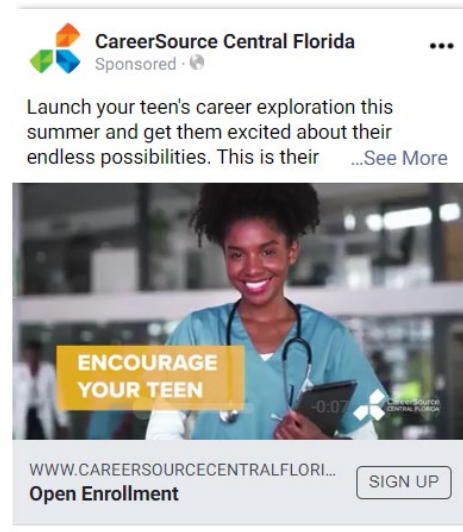 CareerSource Central Florida
Sponsored ·
Launch your teen's career exploration this
summer and get them excited about their
endless possibilities. This is their ...See More
ENCOURAGE
YOUR TEEN
-0:07
CareerSource
CENTRAL FLORIDA
WWW.CAREERSOURCECENTRALFLORI...
Open Enrollment
SIGN UP